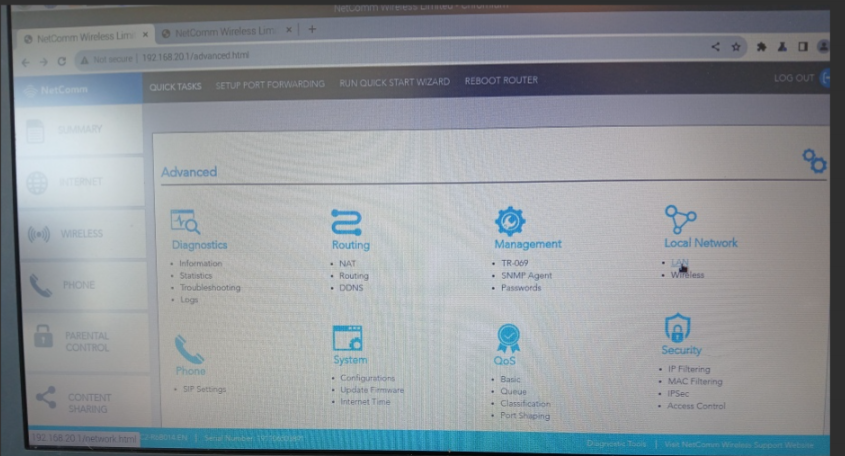 NetComm Wireless Limited - Chromium
NetComm Wireless Limi × NetComm Wireless Limi × +
Not secure | 192.168.20.1/advanced.html
NetComm QUICK TASKS SETUP PORT FORWARDING RUN QUICK START WIZARD REBOOT ROUTER LOG OUT
SUMMARY
INTERNET
WIRELESS
PHONE
PARENTAL
CONTROL
CONTENT
SHARING
Advanced
Diagnostics
• Information
• Statistics
• Troubleshooting
• Logs
Routing
• NAT
• Routing
• DDNS
Management
• TR-069
• SNMP Agent
• Passwords
Local Network
• LAN
• Wireless
Phone
• SIP Settings
System
• Configurations
• Update Firmware
• Internet Time
QoS
• Basic
• Queue
• Classification
• Port Shaping
Security
• IP Filtering
• MAC Filtering
• IPSec
• Access Control
192.168.20.1/network.html | Serial Number: Diagnostic Tools | Visit NetComm Wireless Support Website